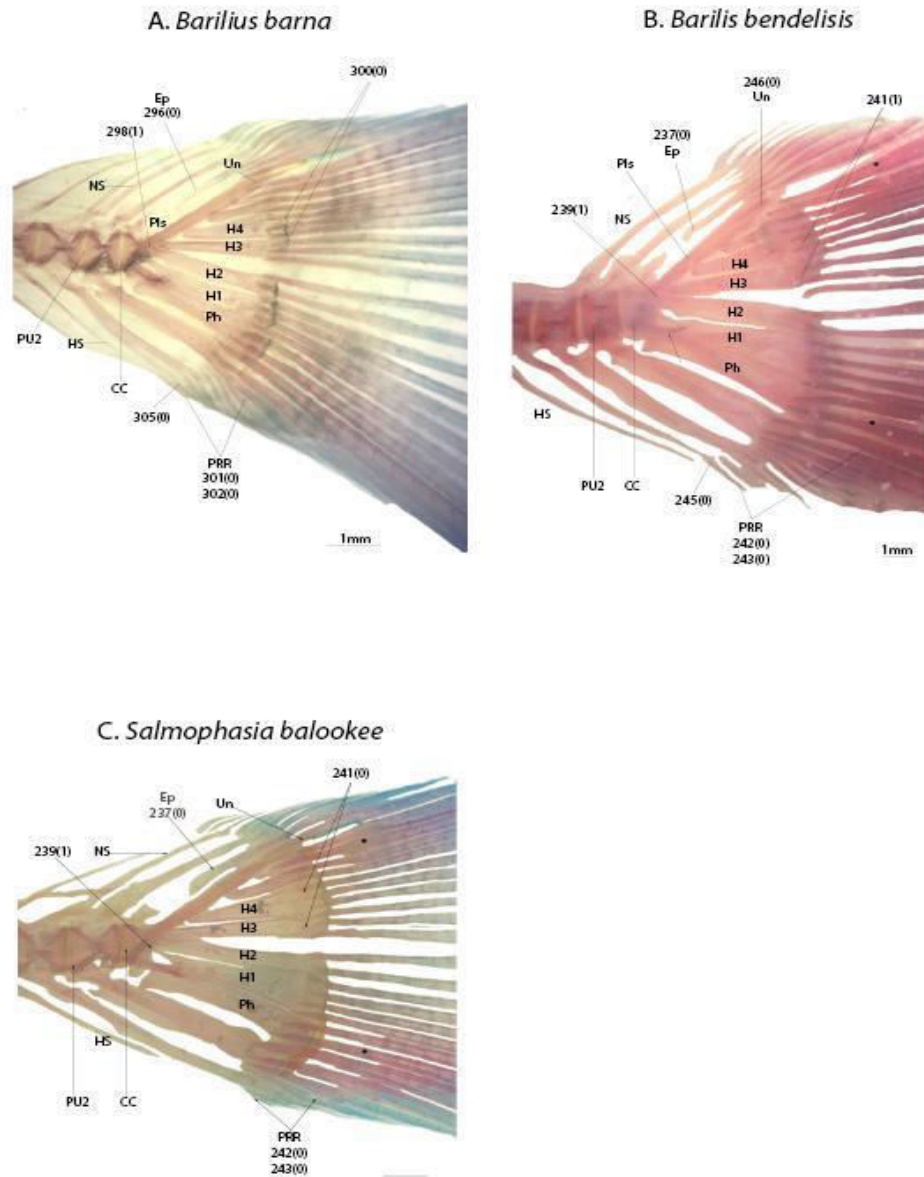 A. Barilius barna
300(0)
Ep
296(0)
298(1)
Un
NS
Pls
H4
H3
H2
H1
Ph
PU2
HS
CC
305(0)
PRR
301(0)
302(0)
1mm
B. Barilis bendelisis
246(0)
Un
241(1)
237(0)
Ep
Pls
239(1)
NS
H4
H3
H2
H1
Ph
HS
PU2
CC
245(0)
PRR
242(0)
243(0)
1mm
C. Salmophasia balookee
241(0)
Ep
237(0)
Un
NS
239(1)
H4
H3
H2
H1
Ph
HS
PU2
CC
PRR
242(0)
243(0)